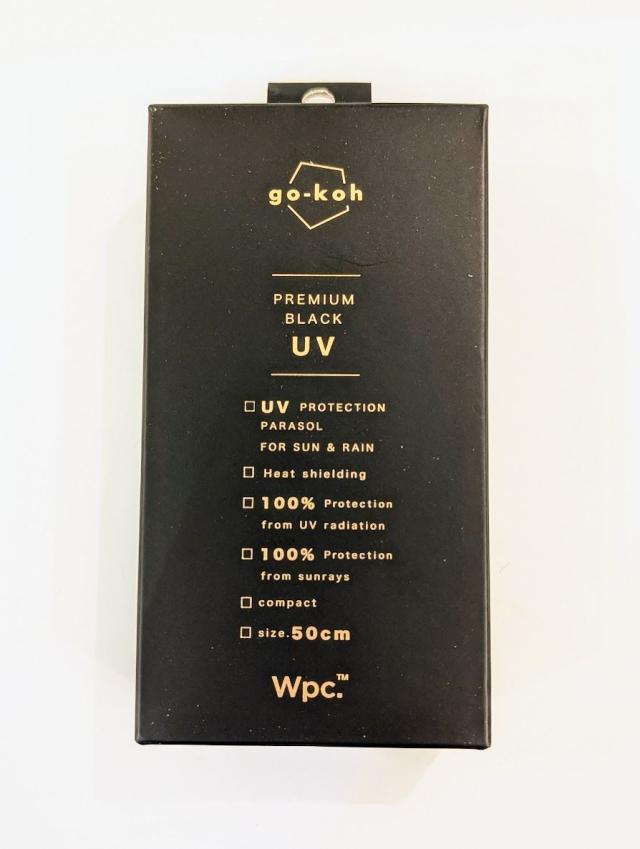 go-koh
PREMIUM
BLACK
UV
☐ UV PROTECTION
PARASOL
FOR SUN & RAIN
☐ Heat shielding
☐ 100% Protection
from UV radiation
☐ 100% Protection
from sunrays
☐ compact
☐ size.50cm
Wpc.™